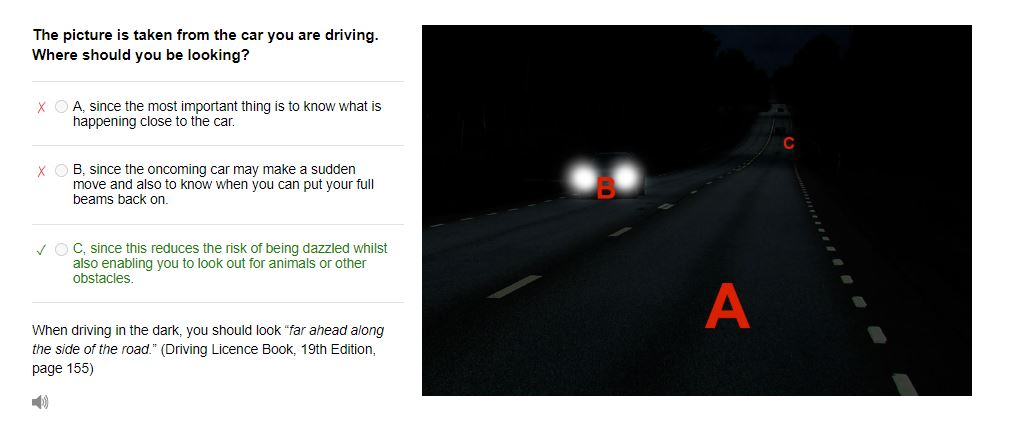 The picture is taken from the car you are driving.
Where should you be looking?
✗ A, since the most important thing is to know what is
happening close to the car.
✗ B, since the oncoming car may make a sudden
move and also to know when you can put your full
beams back on.
✓ C, since this reduces the risk of being dazzled whilst
also enabling you to look out for animals or other
obstacles.
When driving in the dark, you should look “far ahead along
the side of the road.” (Driving Licence Book, 19th Edition,
page 155)
C
B
A